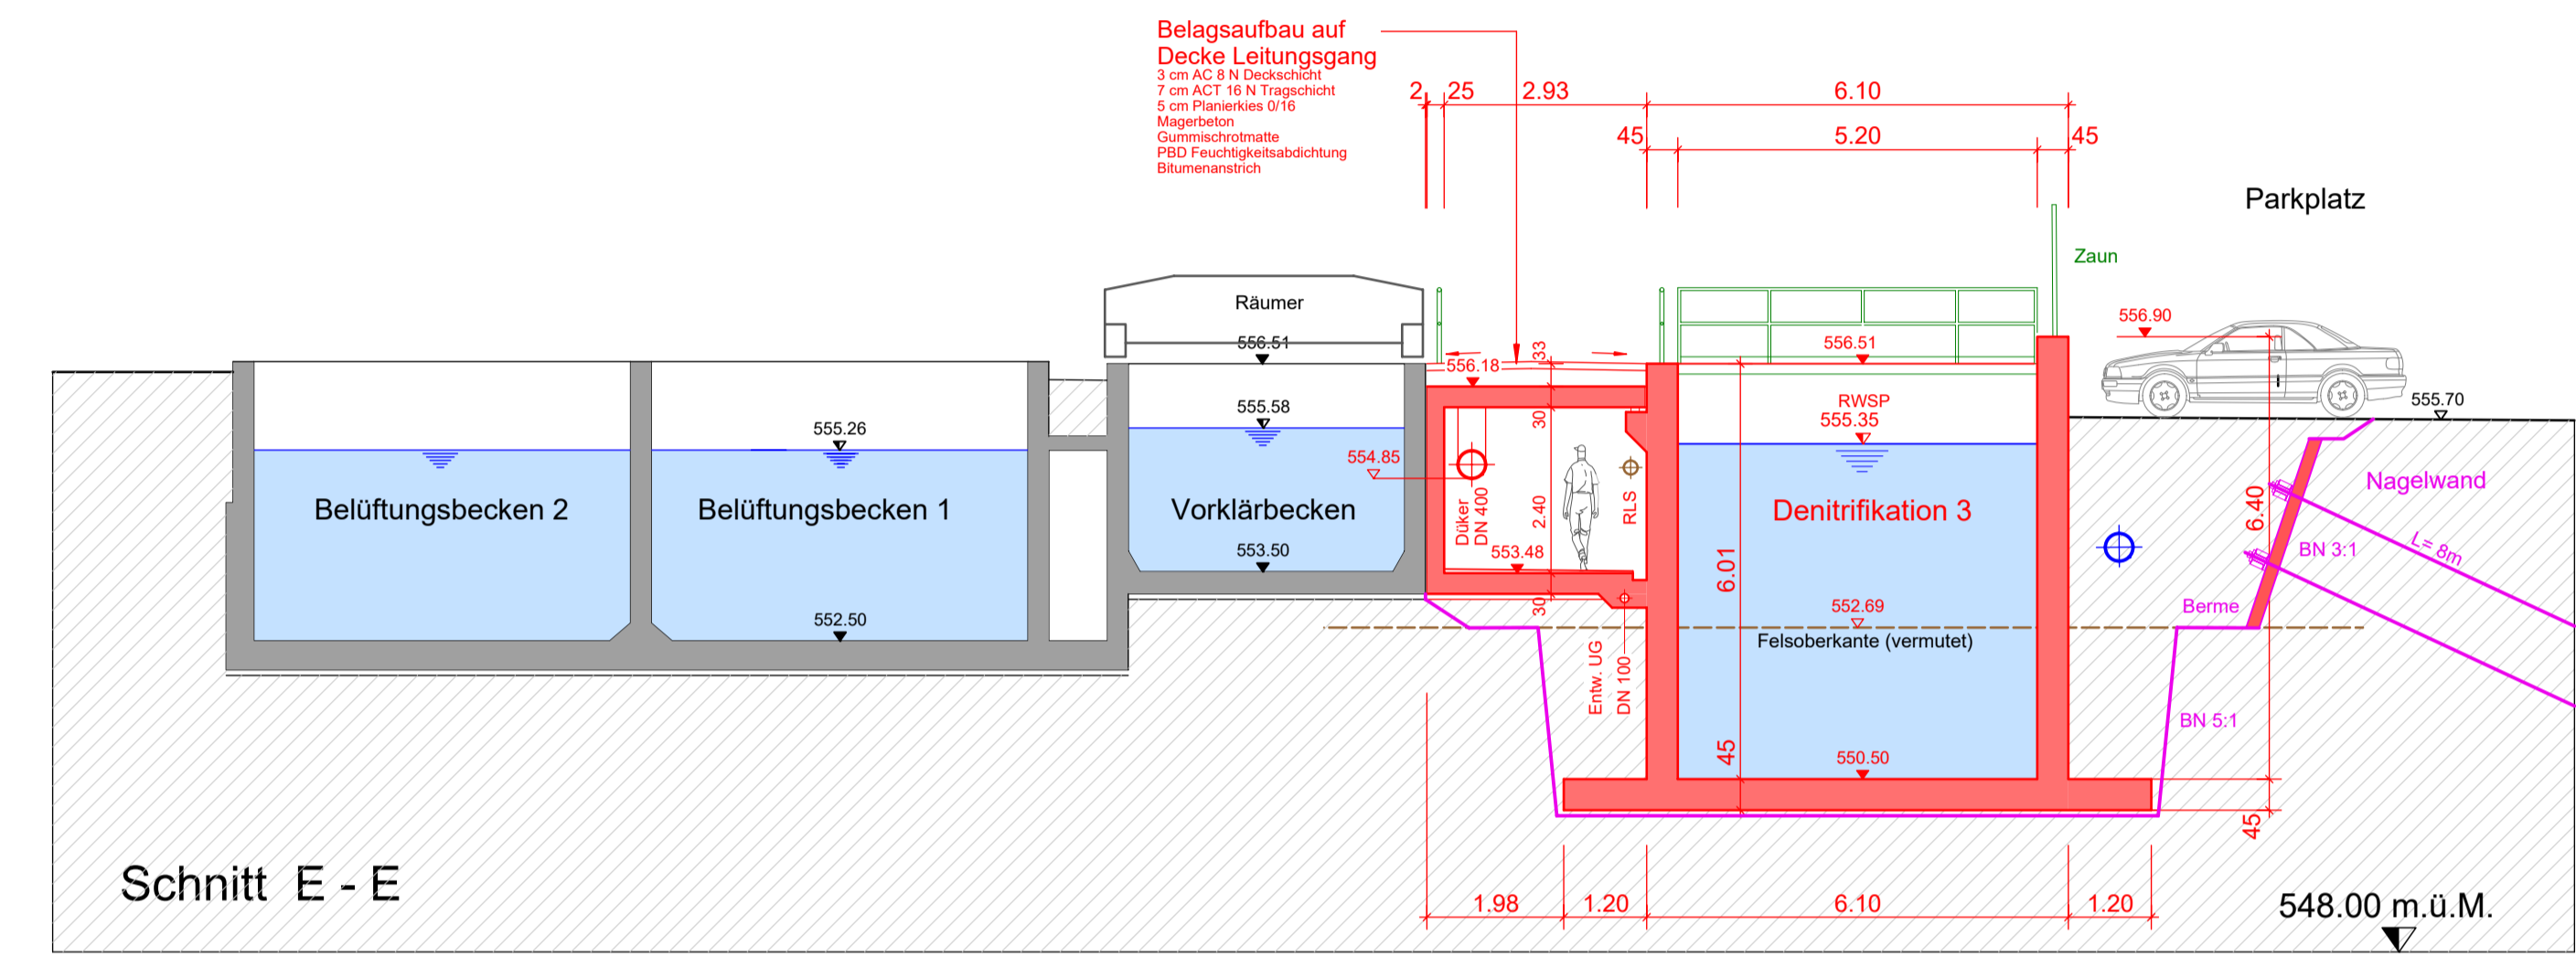 Belagsaufbau auf
Decke Leitungsgang
3 cm AC 8 N Deckschicht
7 cm ACT 16 N Tragschicht
5 cm Planierkies 0/16
Magerbeton
Gummischrotmatte
PBD Feuchtigkeitsabdichtung
Bitumenanstrich
2 25 2.93 6.10
45 5.20 45
Parkplatz
Zaun
Räumer
556.51
556.18
33
556.51
556.90
555.70
RWSP
555.35
555.58
555.26
554.85
30
2.40
Düker
DN 400
RLS
553.48
30
Belüftungsbecken 2
Belüftungsbecken 1
Vorklärbecken
Denitrifikation 3
Nagelwand
6.40
BN 3:1
L= 8m
553.50
552.50
6.01
552.69
Felsoberkante (vermutet)
Berme
BN 5:1
Entw. UG
DN 100
45
550.50
45
Schnitt E - E
1.98 1.20 6.10 1.20
548.00 m.ü.M.